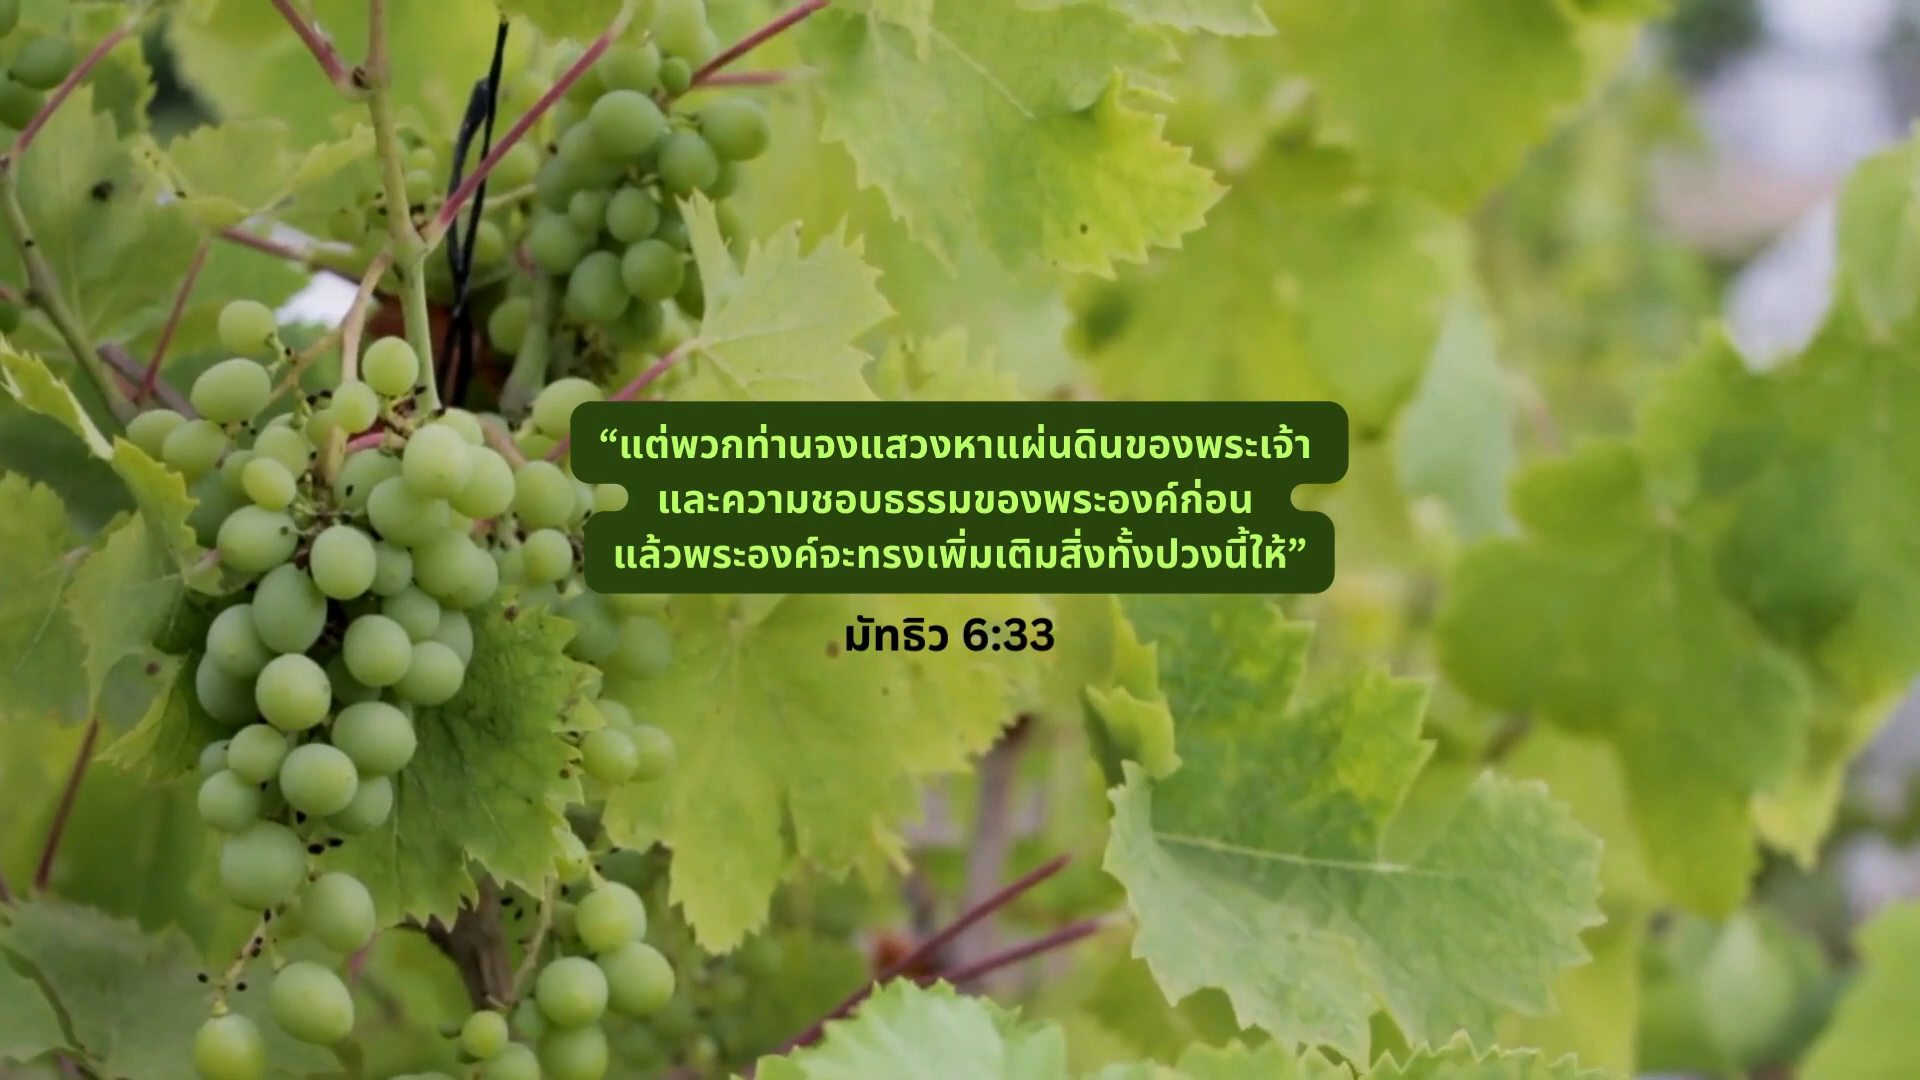 “แต่พวกท่านจงแสวงหาแผ่นดินของพระเจ้า
และความชอบธรรมของพระองค์ก่อน
แล้วพระองค์จะทรงเพิ่มเติมสิ่งทั้งปวงนี้ให้”
มัทธิว 6:33